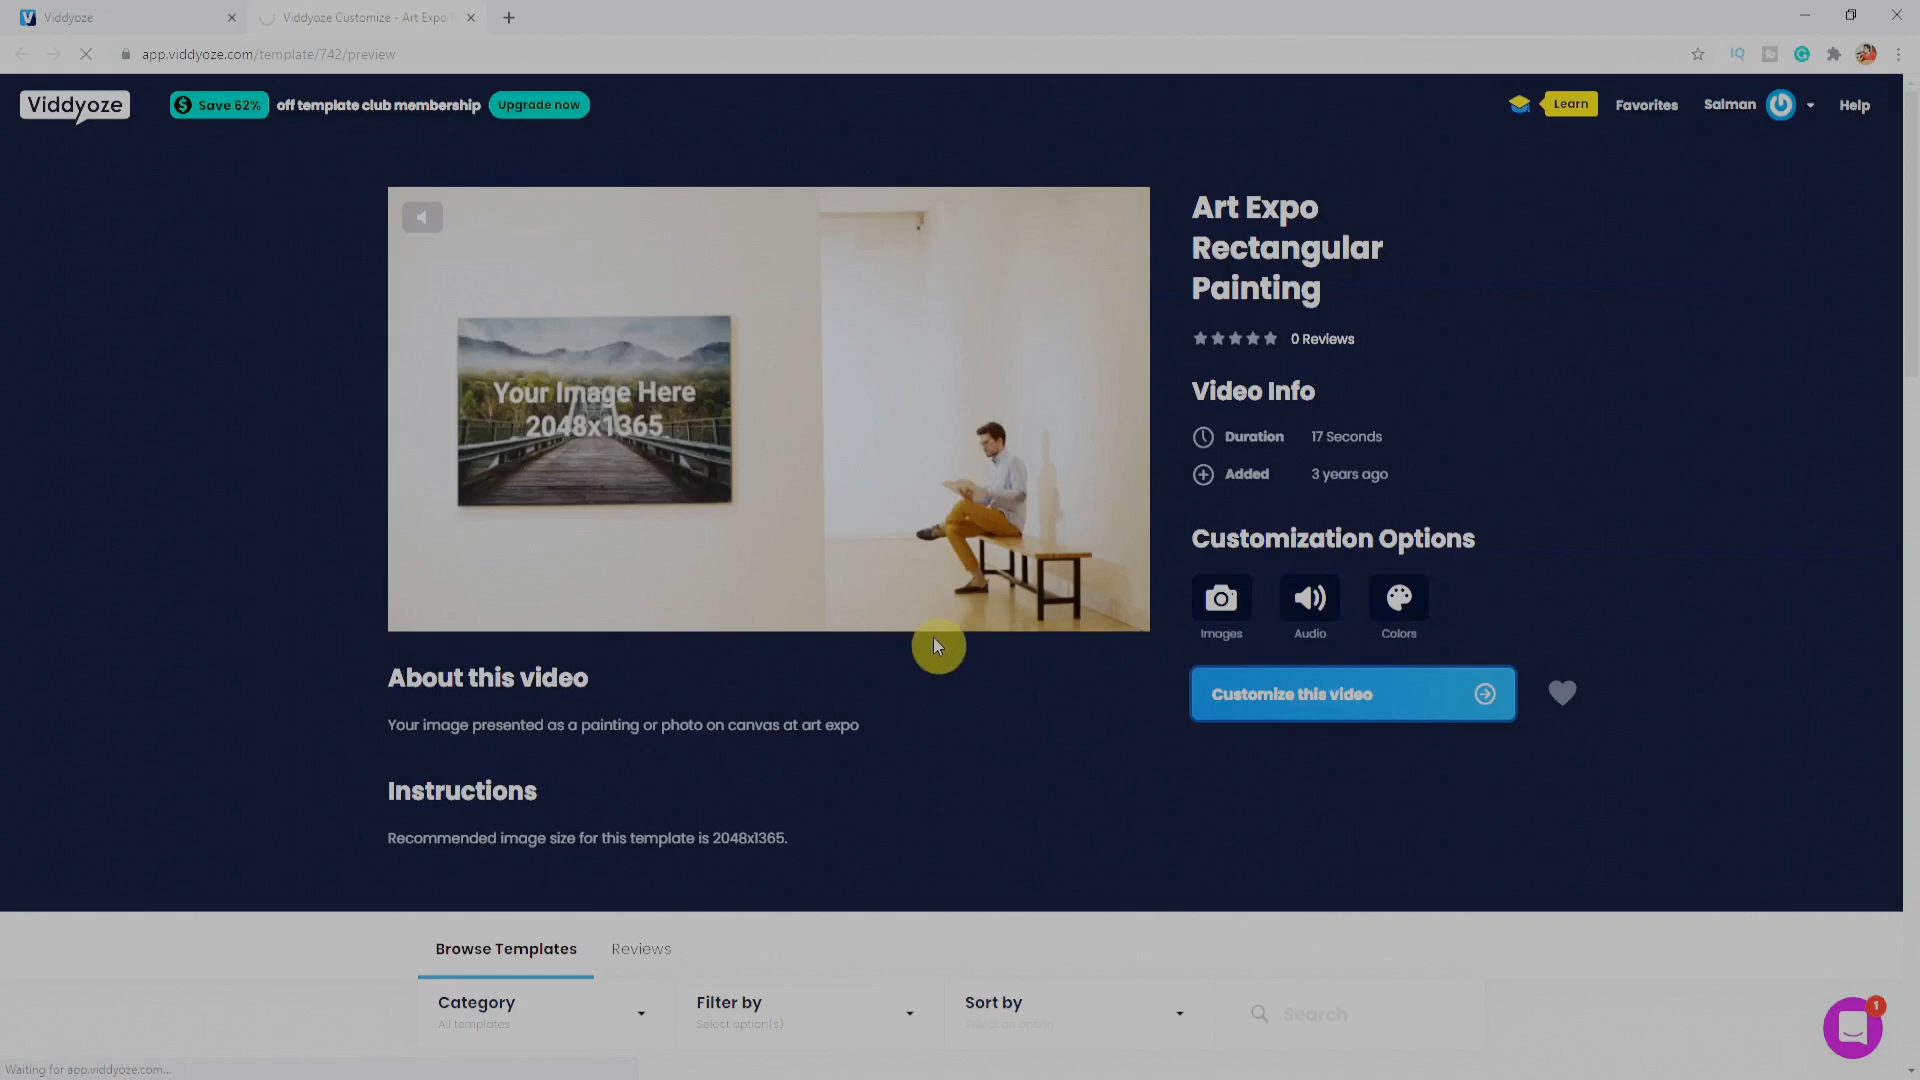 Viddyoze
Viddyoze Customize - Art Expo
app.viddyoze.com/template/742/preview
Viddyoze
Save 62% off template club membership Upgrade now
Learn Favorites Salman Help
Your Image Here
2048x1365
Art Expo
Rectangular
Painting
0 Reviews
Video Info
Duration 17 Seconds
Added 3 years ago
Customization Options
Images Audio Colors
Customize this video
About this video
Your image presented as a painting or photo on canvas at art expo
Instructions
Recommended image size for this template is 2048x1365.
Browse Templates Reviews
Category Filter by Sort by
All templates Select option(s) Select an option
Search
1
Waiting for app.viddyoze.com...